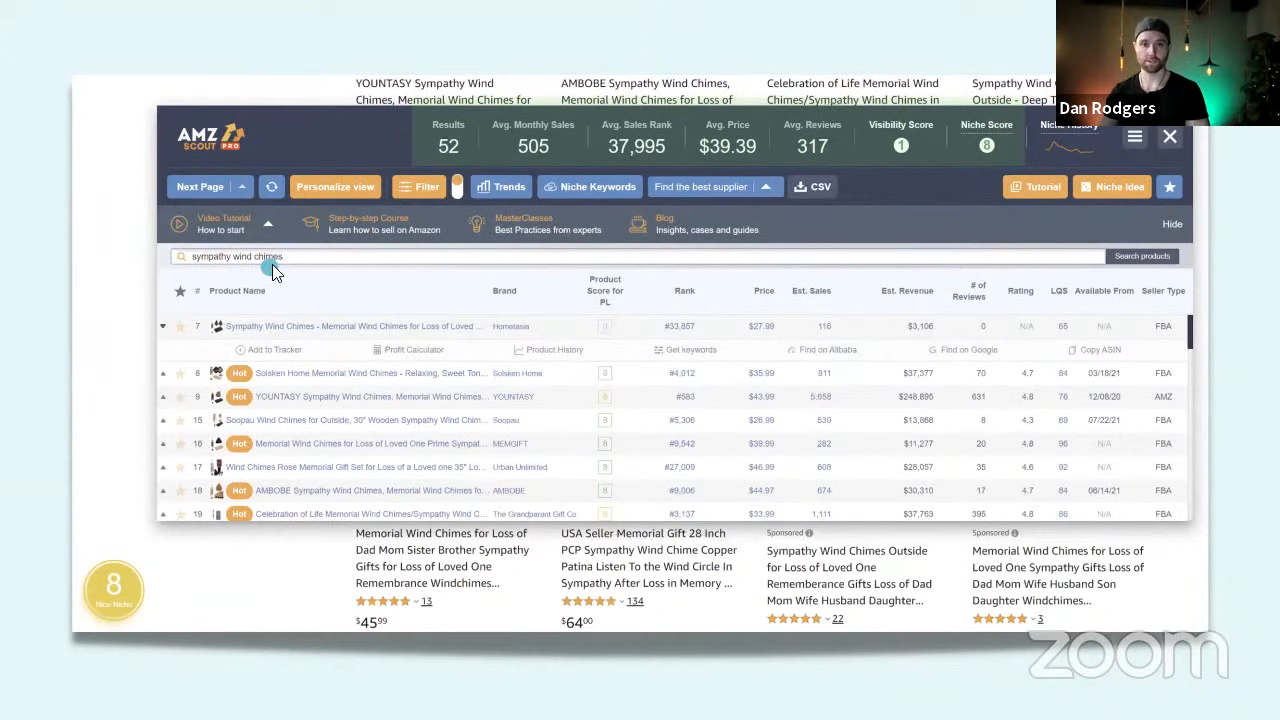 YOUNTASY Sympathy Wind Chimes, Memorial Wind Chimes for
AMBOBE Sympathy Wind Chimes, Memorial Wind Chimes for Loss of
Celebration of Life Memorial Wind Chimes/Sympathy Wind Chimes in
Sympathy Wind
Outside - Deep T
Dan Rodgers
AMZ
SCOUT PRO
Results
52
Avg. Monthly Sales
505
Avg. Sales Rank
37,995
Avg. Price
$39.39
Avg. Reviews
317
Visibility Score
1
Niche Score
8
Niche History
Next Page
Personalize view
Filter
Trends
Niche Keywords
Find the best supplier
CSV
Tutorial
Niche Idea
Video Tutorial
How to start
Step-by-step Course
Learn how to sell on Amazon
MasterClasses
Best Practices from experts
Blog
Insights, cases and guides
Hide
sympathy wind chimes
Search products
# Product Name Brand Product Score for PL Rank Price Est. Sales Est. Revenue # of Reviews Rating LQS Available From Seller Type
7 Sympathy Wind Chimes - Memorial Wind Chimes for Loss of Loved ... Hometasia #33,857 $27.99 116 $3,106 0 N/A 65 N/A FBA
Add to Tracker Profit Calculator Product History Get keywords Find on Alibaba Find on Google Copy ASIN
8 Hot Solsken Home Memorial Wind Chimes - Relaxing, Sweet Ton... Solsken Home 8 #4,012 $35.99 811 $37,377 70 4.7 84 03/18/21 FBA
9 Hot YOUNTASY Sympathy Wind Chimes, Memorial Wind Chimes... YOUNTASY 8 #583 $43.99 5,658 $248,895 631 4.8 76 12/08/20 AMZ
15 Soopau Wind Chimes for Outside, 30" Wooden Sympathy Wind Chim... Soopau 8 #5,306 $26.99 539 $13,668 8 4.3 69 07/22/21 FBA
16 Hot Memorial Wind Chimes for Loss of Loved One Prime Sympat... MEMGIFT 8 #9,542 $39.99 282 $11,277 20 4.8 96 N/A FBA
17 Wind Chimes Rose Memorial Gift Set for Loss of a Loved one 35" Lo... Urban Unlimited 8 #27,009 $46.99 608 $28,057 35 4.6 92 N/A FBA
18 Hot AMBOBE Sympathy Wind Chimes, Memorial Wind Chimes fo... AMBOBE 8 #9,006 $44.97 674 $30,310 17 4.8 84 06/14/21 FBA
19 Hot Celebration of Life Memorial Wind Chimes/Sympathy Wind C... The Grandparent Gift Co 8 #3,137 $33.99 1,111 $37,763 395 4.8 86 N/A FBA
Memorial Wind Chimes for Loss of
Dad Mom Sister Brother Sympathy
Gifts for Loss of Loved One
Remembrance Windchimes...
13
$45.99
USA Seller Memorial Gift 28 Inch
PCP Sympathy Wind Chime Copper
Patina Listen To the Wind Circle In
Sympathy After Loss in Memory ...
134
$64.00
Sponsored
Sympathy Wind Chimes Outside
for Loss of Loved One
Rememberance Gifts Loss of Dad
Mom Wife Husband Daughter...
22
Sponsored
Memorial Wind Chimes for Loss of
Loved One Sympathy Gifts Loss of
Dad Mom Wife Husband Son
Daughter Windchimes...
3
8
Nice Niche
zoom